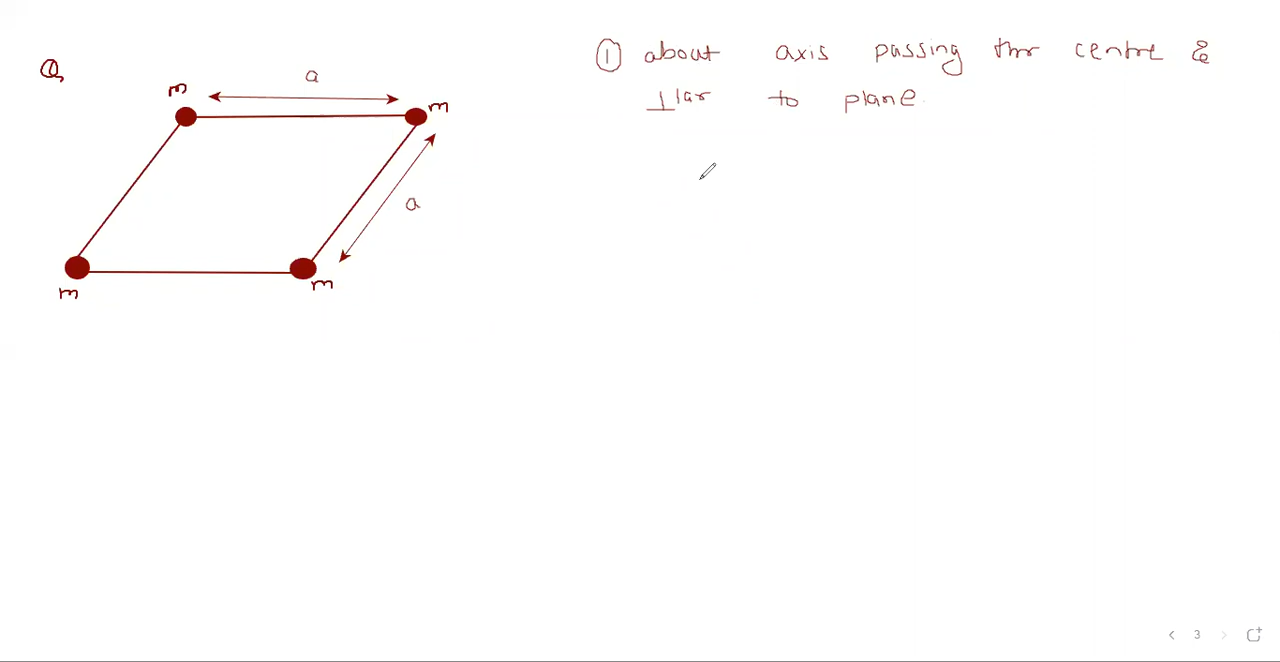 Q
m
a
m
a
m
m
① about axis passing thr centre &
⊥lar to plane.
3